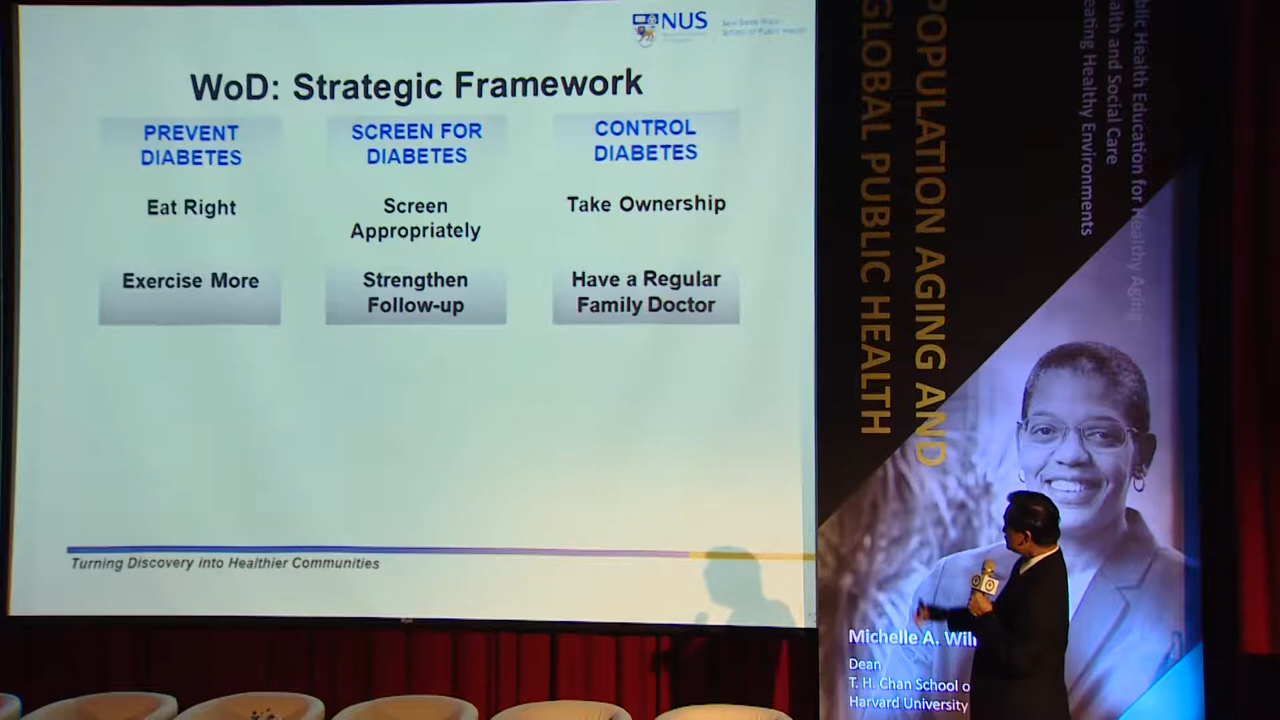 NUS
WoD: Strategic Framework
PREVENT
DIABETES
SCREEN FOR
DIABETES
CONTROL
DIABETES
Eat Right
Screen
Appropriately
Take Ownership
Exercise More
Strengthen
Follow-up
Have a Regular
Family Doctor
Turning Discovery into Healthier Communities
POPULATION AGING AND
GLOBAL PUBLIC HEALTH
blic Health Education for Healthy Aging
alth and Social Care
eating Healthy Environments
Michelle A. Will
Dean
T. H. Chan School o
Harvard University